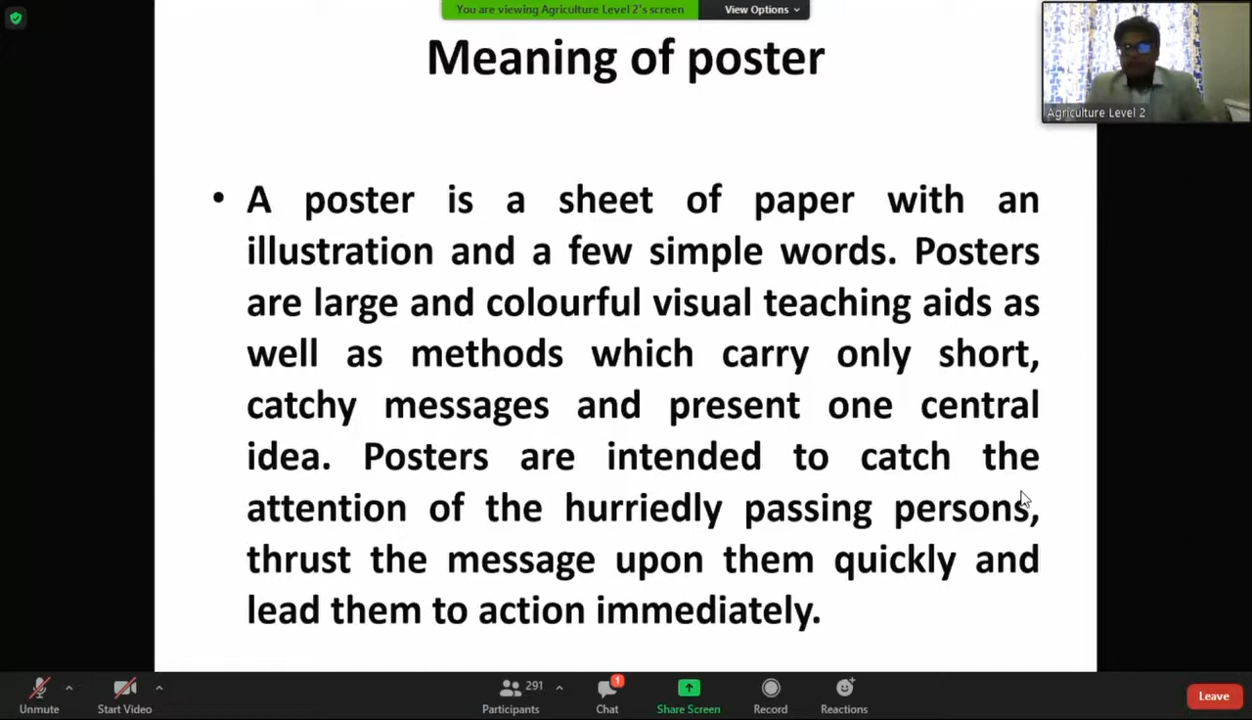 You are viewing Agriculture Level 2's screen
View Options
Meaning of poster
Agriculture Level 2
• A poster is a sheet of paper with an
illustration and a few simple words. Posters
are large and colourful visual teaching aids as
well as methods which carry only short,
catchy messages and present one central
idea. Posters are intended to catch the
attention of the hurriedly passing persons,
thrust the message upon them quickly and
lead them to action immediately.
291
1
Unmute
Start Video
Participants
Chat
Share Screen
Record
Reactions
Leave